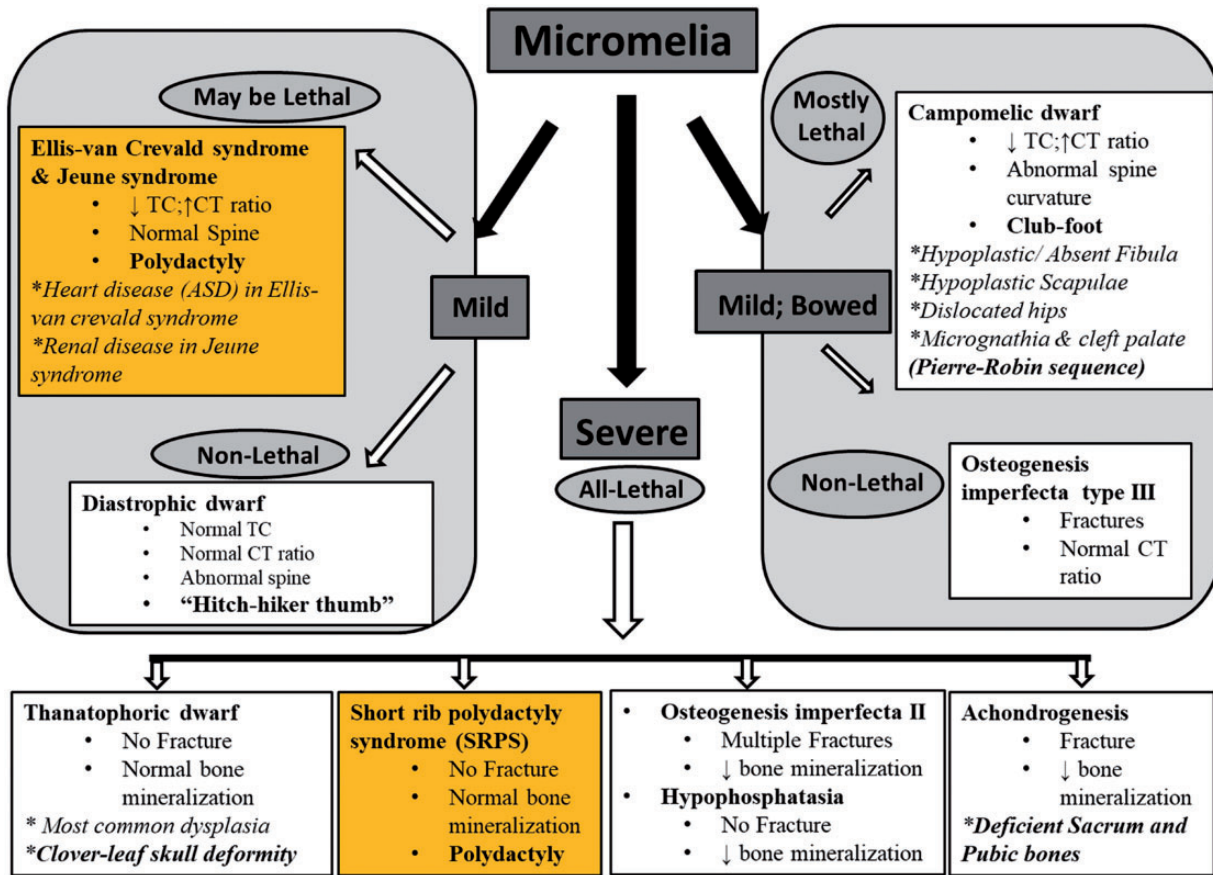 Micromelia
May be Lethal
Ellis-van Crevald syndrome
& Jeune syndrome
• ↓ TC;↑CT ratio
• Normal Spine
• Polydactyly
*Heart disease (ASD) in Ellis-
van crevald syndrome
*Renal disease in Jeune
syndrome
Mild
Non-Lethal
Diastrophic dwarf
• Normal TC
• Normal CT ratio
• Abnormal spine
• “Hitch-hiker thumb”
Severe
All-Lethal
Mild; Bowed
Mostly
Lethal
Campomelic dwarf
• ↓ TC;↑CT ratio
• Abnormal spine
curvature
• Club-foot
*Hypoplastic/ Absent Fibula
*Hypoplastic Scapulae
*Dislocated hips
*Micrognathia & cleft palate
(Pierre-Robin sequence)
Non-Lethal
Osteogenesis
imperfecta type III
• Fractures
• Normal CT
ratio
Thanatophoric dwarf
• No Fracture
• Normal bone
mineralization
* Most common dysplasia
*Clover-leaf skull deformity
Short rib polydactyly
syndrome (SRPS)
• No Fracture
• Normal bone
mineralization
• Polydactyly
• Osteogenesis imperfecta II
• Multiple Fractures
• ↓ bone mineralization
• Hypophosphatasia
• No Fracture
• ↓ bone mineralization
Achondrogenesis
• Fracture
• ↓ bone
mineralization
*Deficient Sacrum and
Pubic bones